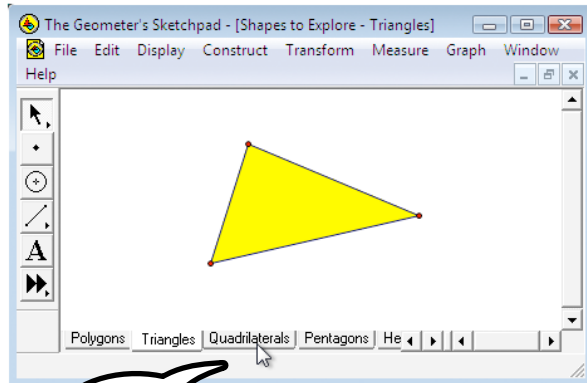 The Geometer's Sketchpad - [Shapes to Explore - Triangles]
File Edit Display Construct Transform Measure Graph Window
Help
A
Polygons Triangles Quadrilaterals Pentagons He